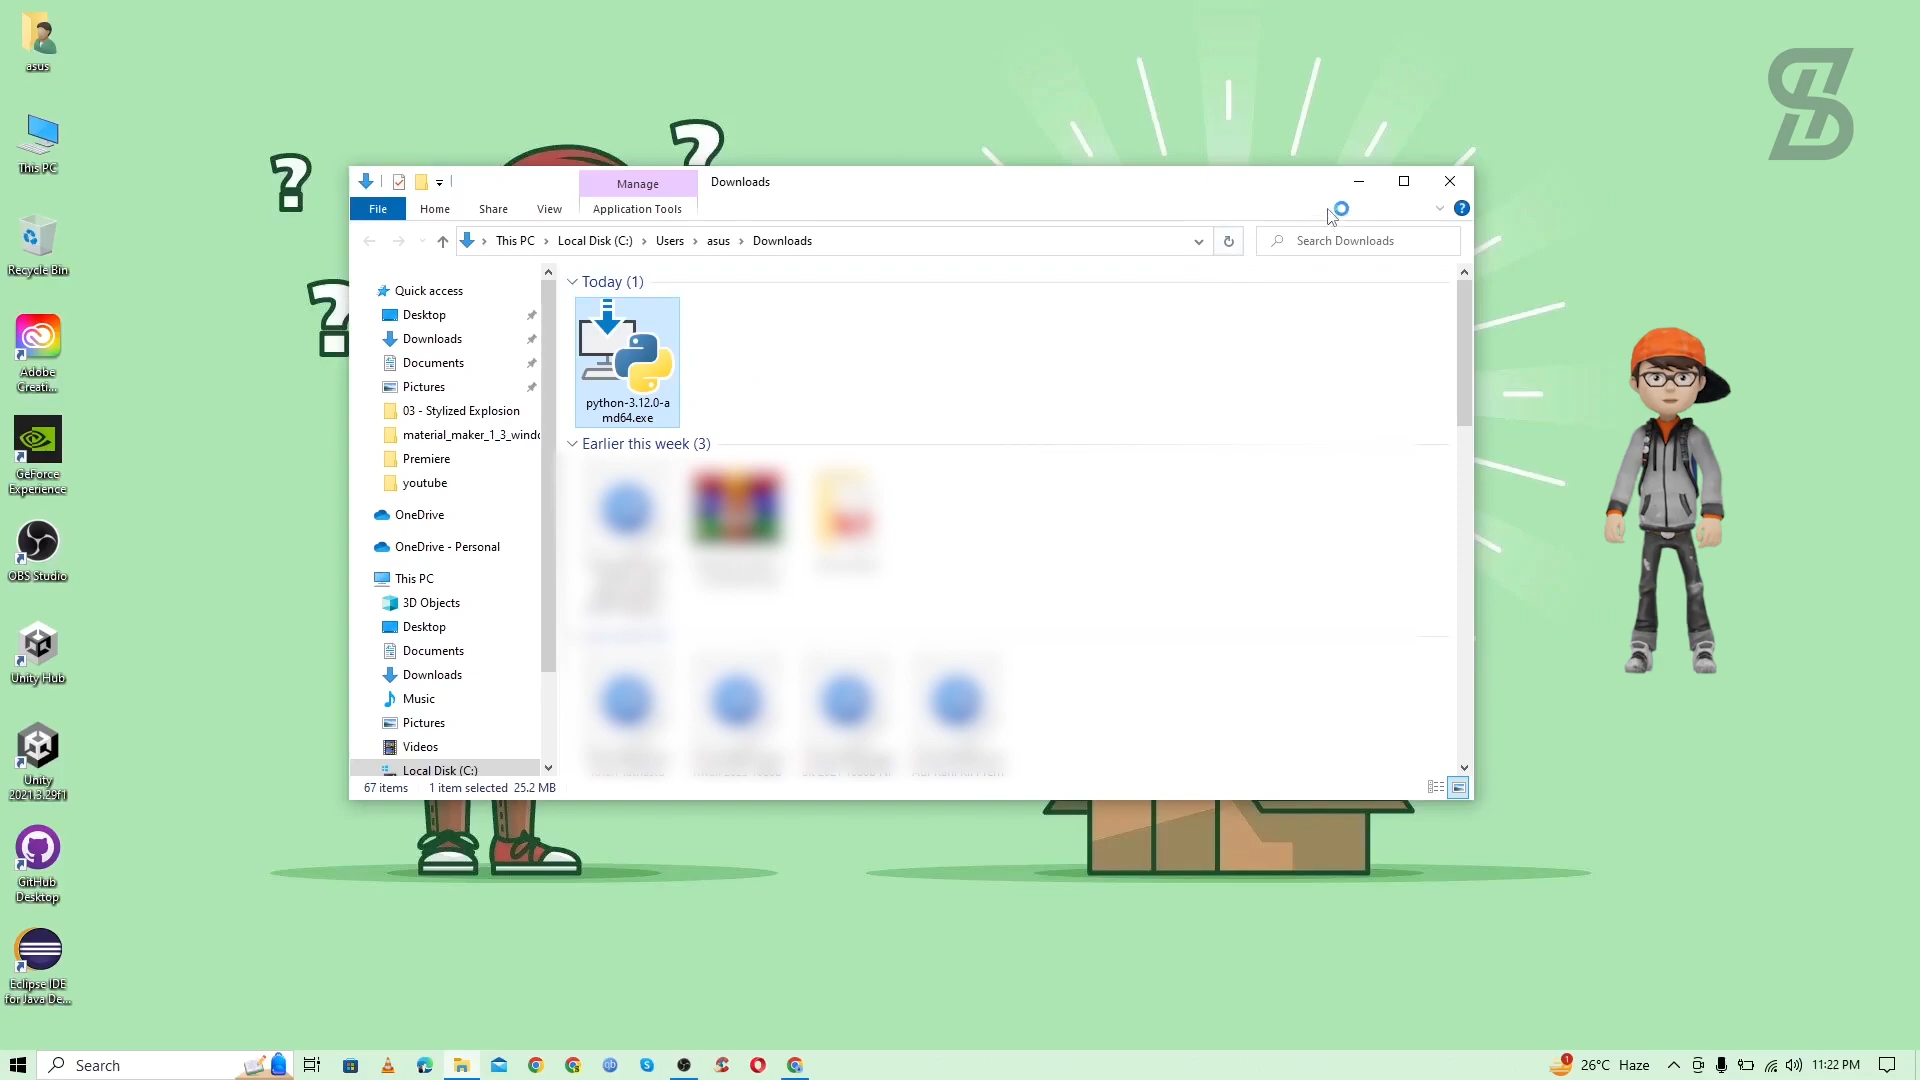 asus
This PC
Recycle Bin
Adobe
Creati...
GeForce
Experience
OBS Studio
Unity Hub
Unity
2021.3.29f1
GitHub
Desktop
Eclipse IDE
for Java De...
? ? ?
Manage
Downloads
File
Home
Share
View
Application Tools
This PC > Local Disk (C:) > Users > asus > Downloads
Search Downloads
Quick access
Desktop
Downloads
Documents
Pictures
03 - Stylized Explosion
material_maker_1_3_windo
Premiere
youtube
OneDrive
OneDrive - Personal
This PC
3D Objects
Desktop
Documents
Downloads
Music
Pictures
Videos
Local Disk (C:)
Today (1)
python-3.12.0-a
md64.exe
Earlier this week (3)
67 items
1 item selected 25.2 MB
Search
26°C Haze
11:22 PM